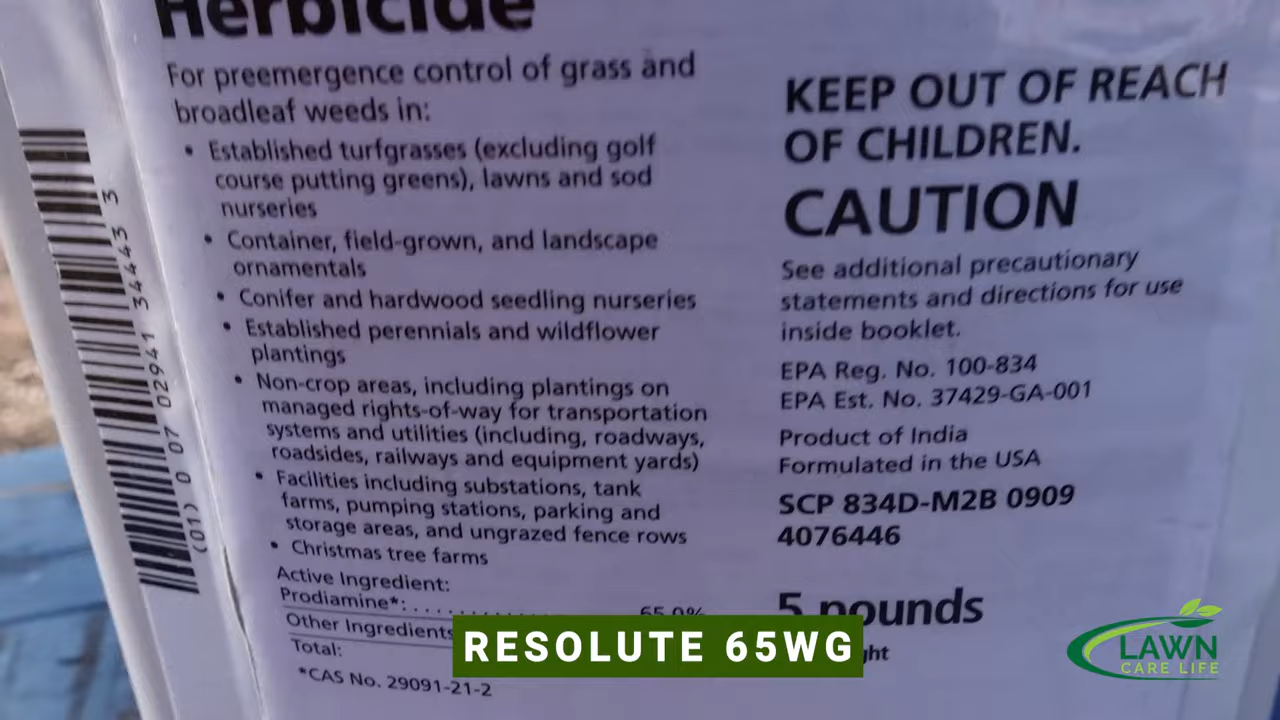 Herbicide
For preemergence control of grass and
broadleaf weeds in:
• Established turfgrasses (excluding golf
course putting greens), lawns and sod
nurseries
• Container, field-grown, and landscape
ornamentals
• Conifer and hardwood seedling nurseries
• Established perennials and wildflower
plantings
• Non-crop areas, including plantings on
managed rights-of-way for transportation
systems and utilities (including, roadways,
roadsides, railways and equipment yards)
• Facilities including substations, tank
farms, pumping stations, parking and
storage areas, and ungrazed fence rows
• Christmas tree farms
Active Ingredient:
Prodiamine*: . . . . . . . . . . . . . . . . . . . 65.0%
Other Ingredients
Total:
*CAS No. 29091-21-2
(01) 0 07 02941 34443 3
KEEP OUT OF REACH
OF CHILDREN.
CAUTION
See additional precautionary
statements and directions for use
inside booklet.
EPA Reg. No. 100-834
EPA Est. No. 37429-GA-001
Product of India
Formulated in the USA
SCP 834D-M2B 0909
4076446
5 pounds
RESOLUTE 65WG
LAWN
CARE LIFE